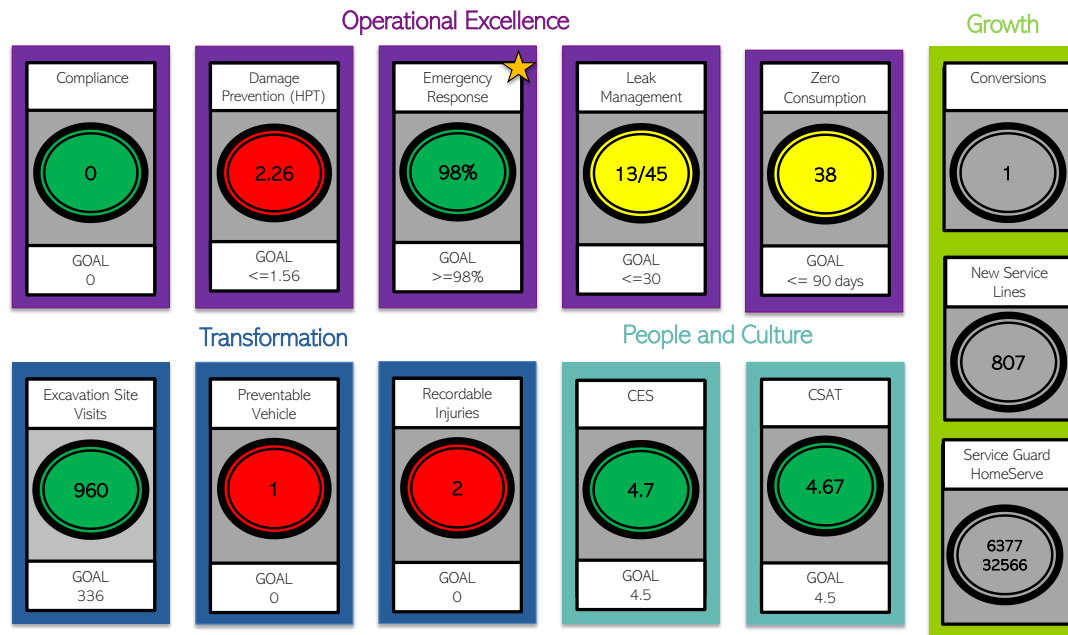 Operational Excellence
Growth
Compliance
0
GOAL
0
Damage
Prevention (HPT)
2.26
GOAL
<=1.56
Emergency
Response
98%
GOAL
>=98%
Leak
Management
13/45
GOAL
<=30
Zero
Consumption
38
GOAL
<= 90 days
Conversions
1
New Service
Lines
807
Service Guard
HomeServe
6377
32566
Transformation
People and Culture
Excavation Site
Visits
960
GOAL
336
Preventable
Vehicle
1
GOAL
0
Recordable
Injuries
2
GOAL
0
CES
4.7
GOAL
4.5
CSAT
4.67
GOAL
4.5